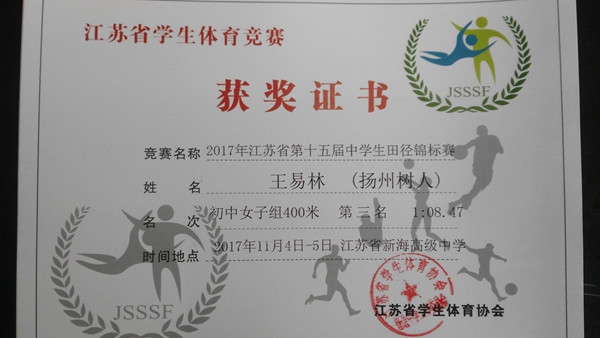 江苏省学生体育竞赛
JSSSF
获奖证书
竞赛名称 2017年江苏省第十五届中学生田径锦标赛
姓 名 王易林 (扬州树人)
名 次 初中女子组400米 第三名 1:08.47
时间地点 2017年11月4日-5日 江苏省新海高级中学
JSSSF
江苏省学生体育协会